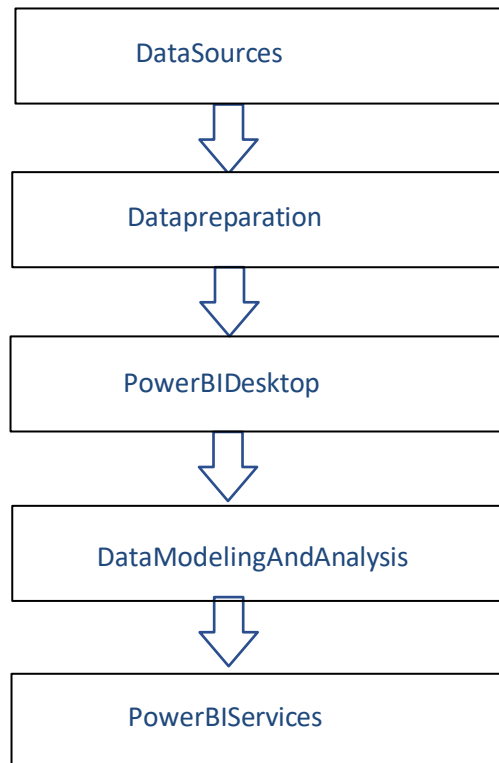 DataSources
Datapreparation
PowerBIDesktop
DataModelingAndAnalysis
PowerBIServices